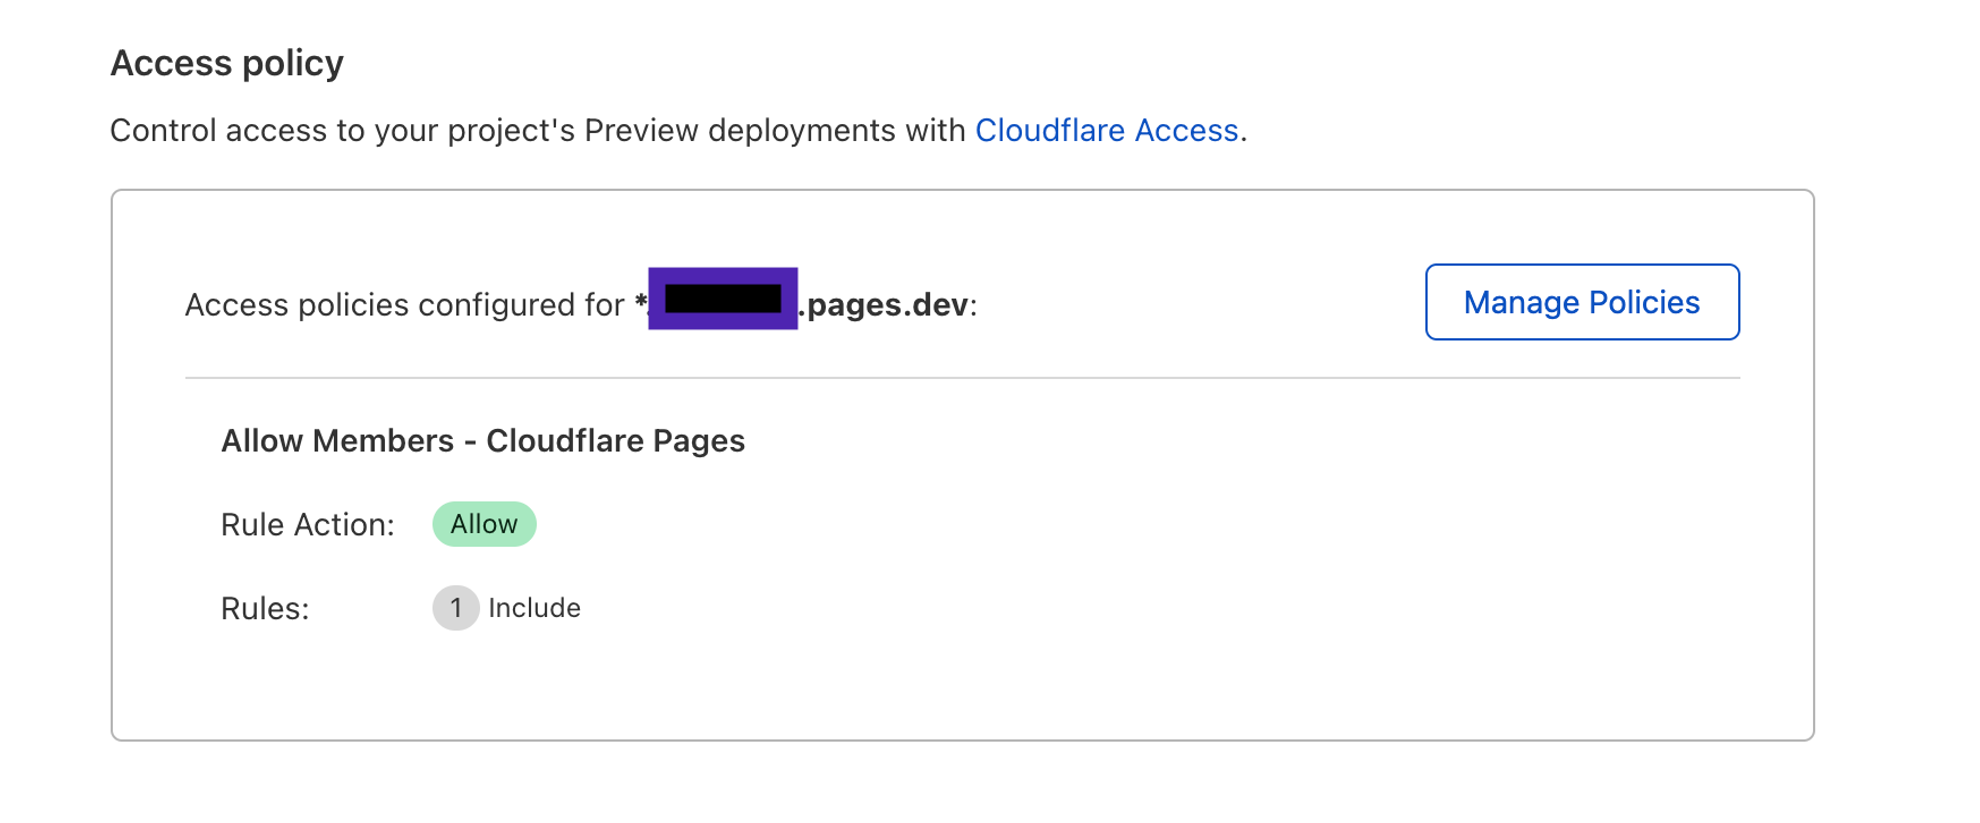 Access policy
Control access to your project's Preview deployments with Cloudflare Access.
Access policies configured for *. .pages.dev:
Manage Policies
Allow Members - Cloudflare Pages
Rule Action: Allow
Rules: 1 Include